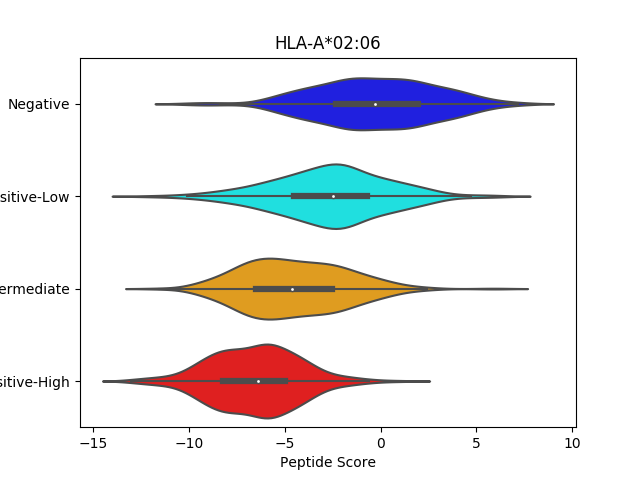 HLA-A*02:06
Negative
sitive-Low
ermediate
sitive-High
−15 −10 −5 0 5 10
Peptide Score